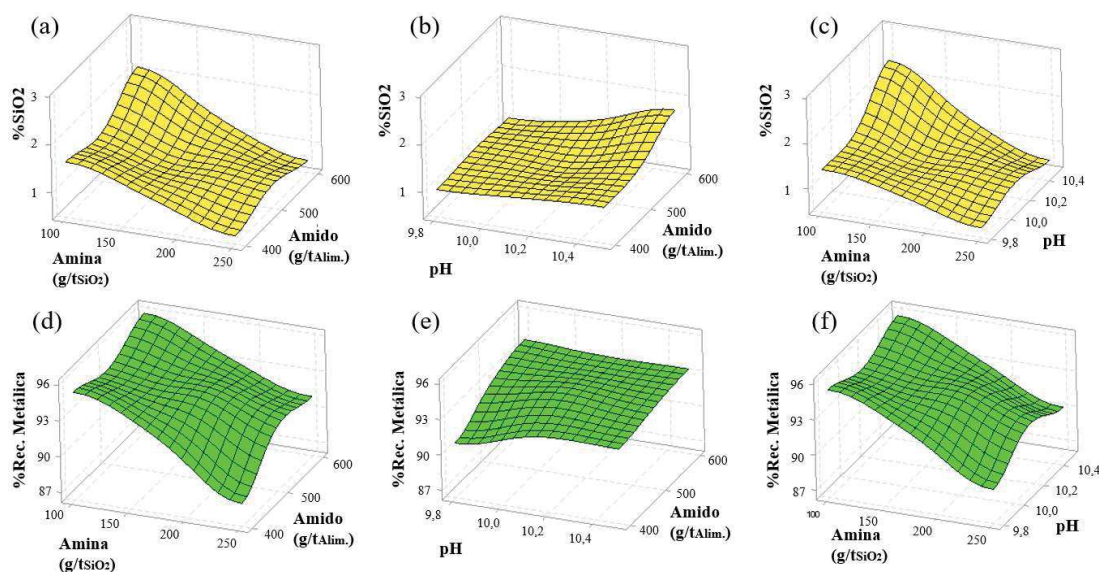 (a)
%SiO2
3
2
1
100
150
200
250
Amina
(g/tSiO2)
400
500
600
Amido
(g/tAlim.)
(b)
%SiO2
3
2
1
9,8
10,0
10,2
10,4
pH
400
500
600
Amido
(g/tAlim.)
(c)
%SiO2
3
2
1
100
150
200
250
Amina
(g/tSiO2)
9,8
10,0
10,2
10,4
pH
(d)
%Rec. Metálica
96
93
90
87
100
150
200
250
Amina
(g/tSiO2)
400
500
600
Amido
(g/tAlim.)
(e)
%Rec. Metálica
96
93
90
87
9,8
10,0
10,2
10,4
pH
400
500
600
Amido
(g/tAlim.)
(f)
%Rec. Metálica
96
93
90
87
100
150
200
250
Amina
(g/tSiO2)
9,8
10,0
10,2
10,4
pH